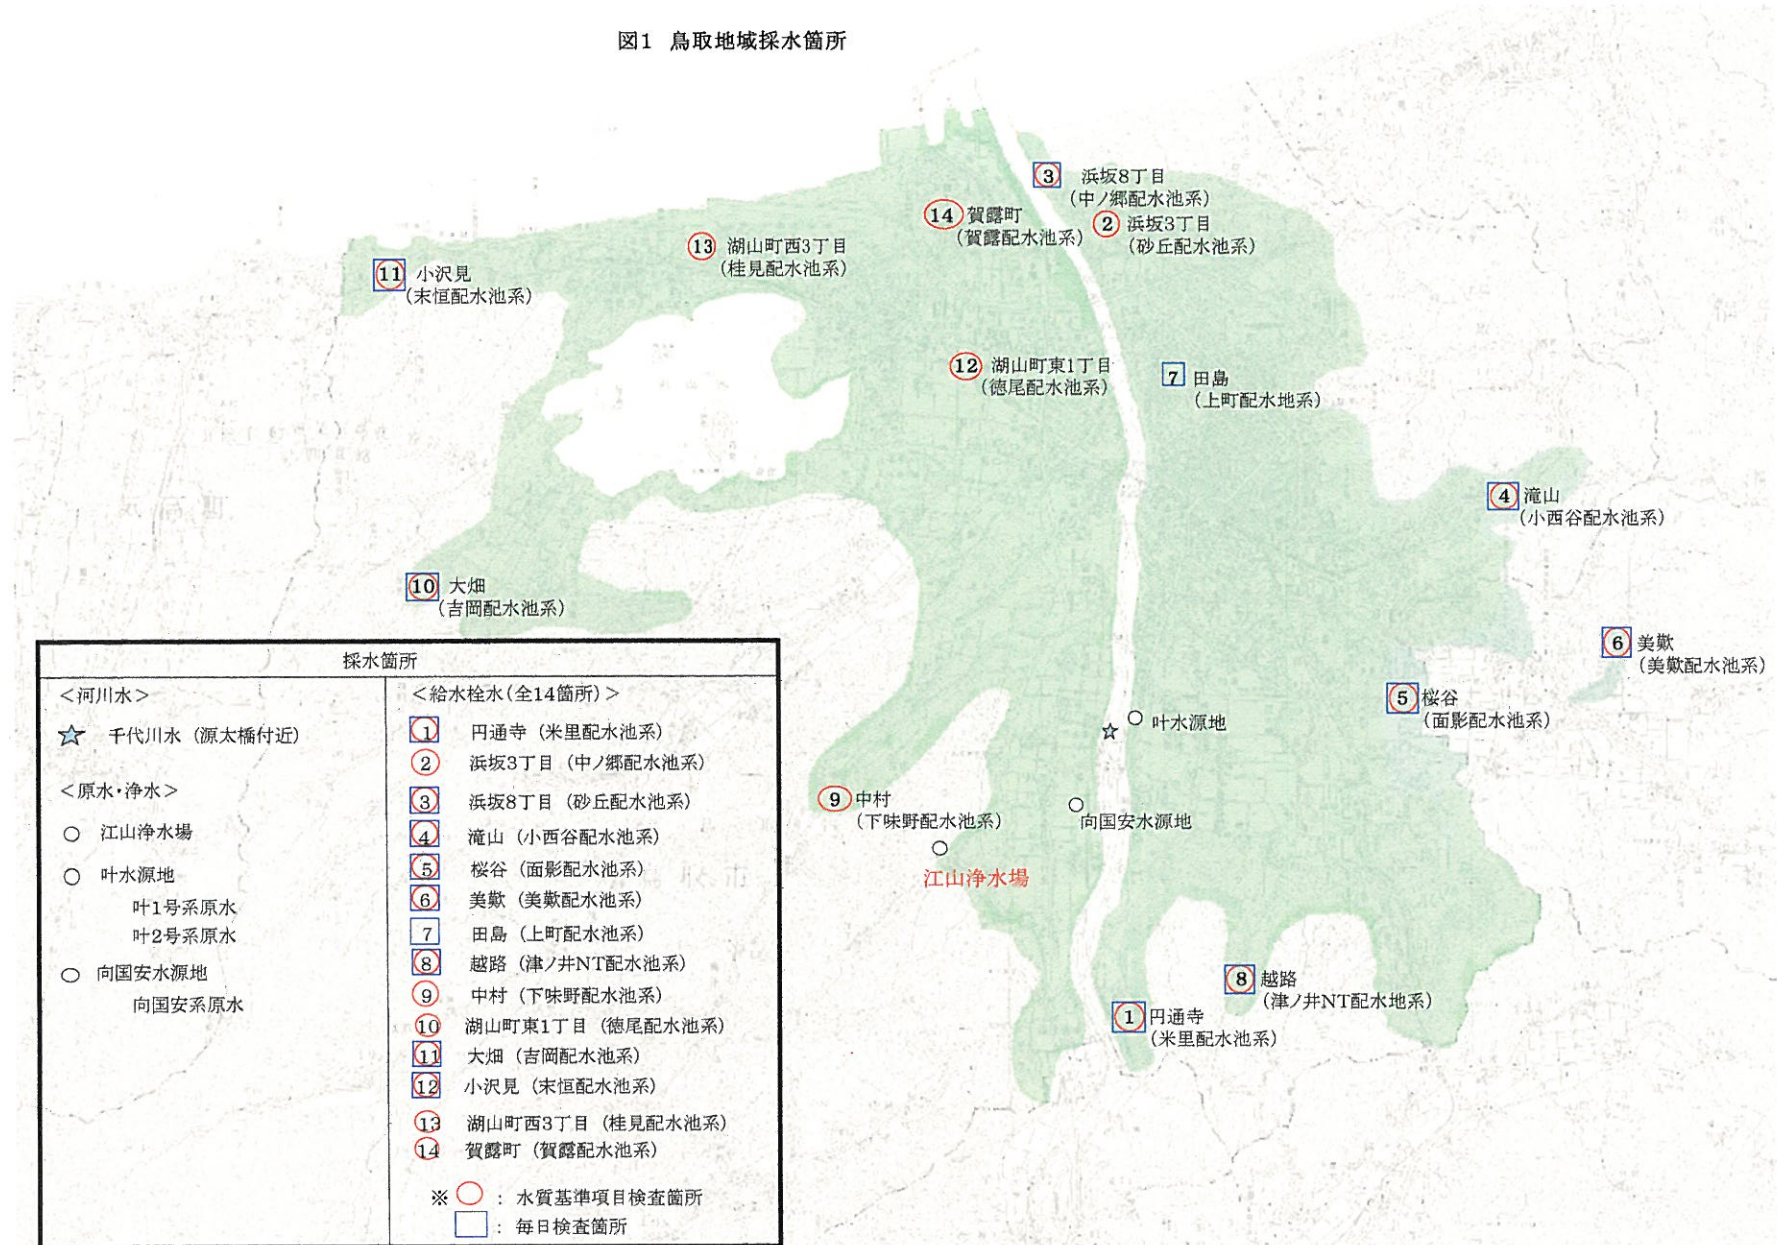 図1 鳥取地域採水箇所
3 浜坂8丁目
(中ノ郷配水池系)
14 賀露町
(賀露配水池系)
2 浜坂3丁目
(砂丘配水池系)
13 湖山町西3丁目
(桂見配水池系)
11 小沢見
(末恒配水池系)
12 湖山町東1丁目
(徳尾配水池系)
7 田島
(上町配水地系)
4 滝山
(小西谷配水池系)
10 大畑
(吉岡配水池系)
6 美歎
(美歎配水池系)
5 桜谷
(面影配水池系)
叶水源地
9 中村
(下味野配水池系)
向国安水源地
江山浄水場
8 越路
(津ノ井NT配水地系)
1 円通寺
(米里配水池系)
採水箇所
<河川水>
☆ 千代川水 (源太橋付近)
<原水・浄水>
○ 江山浄水場
○ 叶水源地
叶1号系原水
叶2号系原水
○ 向国安水源地
向国安系原水
<給水栓水(全14箇所)>
1 円通寺 (米里配水池系)
2 浜坂3丁目 (中ノ郷配水池系)
3 浜坂8丁目 (砂丘配水池系)
4 滝山 (小西谷配水池系)
5 桜谷 (面影配水池系)
6 美歎 (美歎配水池系)
7 田島 (上町配水池系)
8 越路 (津ノ井NT配水池系)
9 中村 (下味野配水池系)
10 湖山町東1丁目 (徳尾配水池系)
11 大畑 (吉岡配水池系)
12 小沢見 (末恒配水池系)
13 湖山町西3丁目 (桂見配水池系)
14 賀露町 (賀露配水池系)
※○ : 水質基準項目検査箇所
□ : 毎日検査箇所